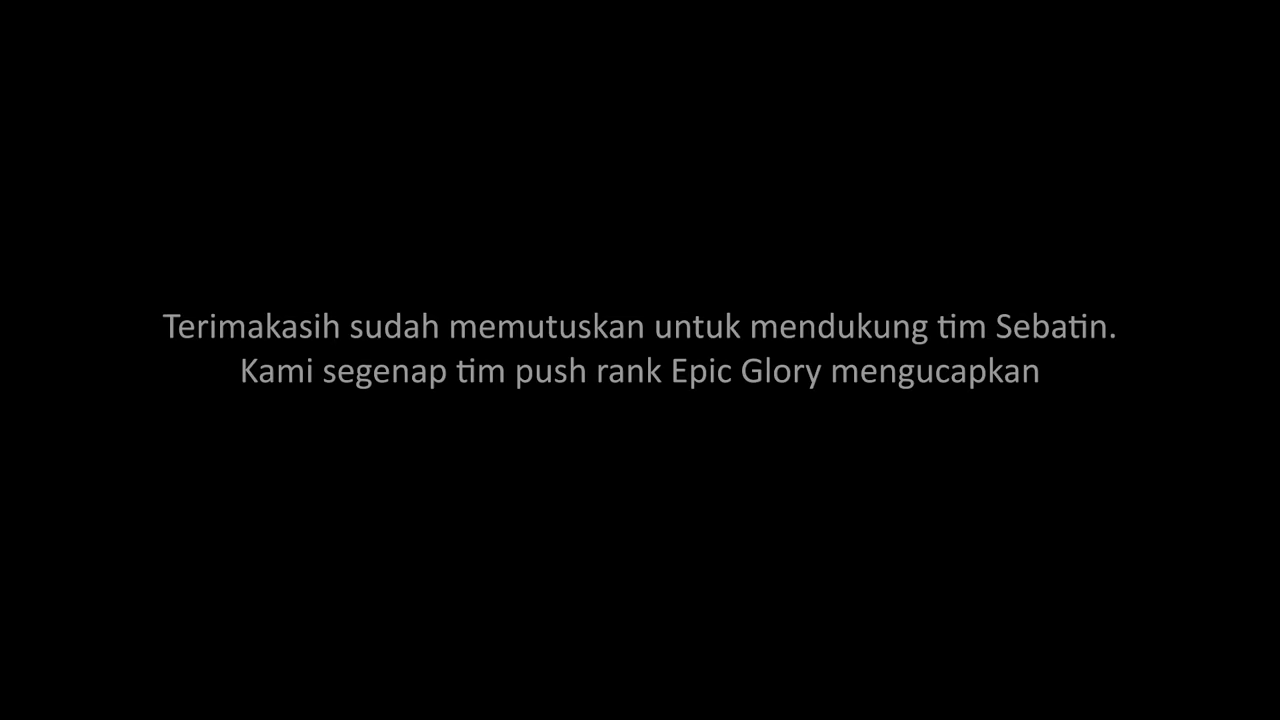 Terimakasih sudah memutuskan untuk mendukung tim Sebatin.
Kami segenap tim push rank Epic Glory mengucapkan